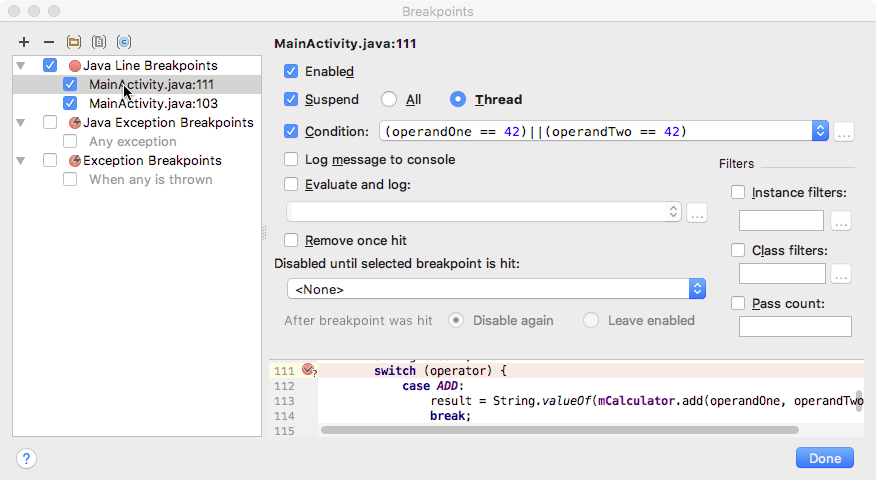 Breakpoints
Java Line Breakpoints
MainActivity.java:111
MainActivity.java:103
Java Exception Breakpoints
Any exception
Exception Breakpoints
When any is thrown
MainActivity.java:111
Enabled
Suspend All Thread
Condition: (operandOne == 42)||(operandTwo == 42) ...
Log message to console
Evaluate and log:
...
Remove once hit
Disabled until selected breakpoint is hit:
<None>
After breakpoint was hit Disable again Leave enabled
Filters
Instance filters:
...
Class filters:
...
Pass count:
111 ? switch (operator) {
112 case ADD:
113 result = String.valueOf(mCalculator.add(operandOne, operandTwo
114 break;
115
? Done